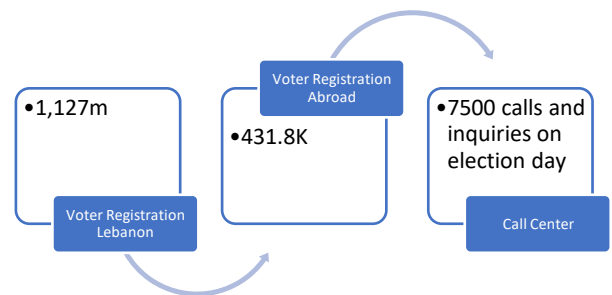 •1,127m
Voter Registration
Lebanon
Voter Registration
Abroad
•431.8K
•7500 calls and
inquiries on
election day
Call Center